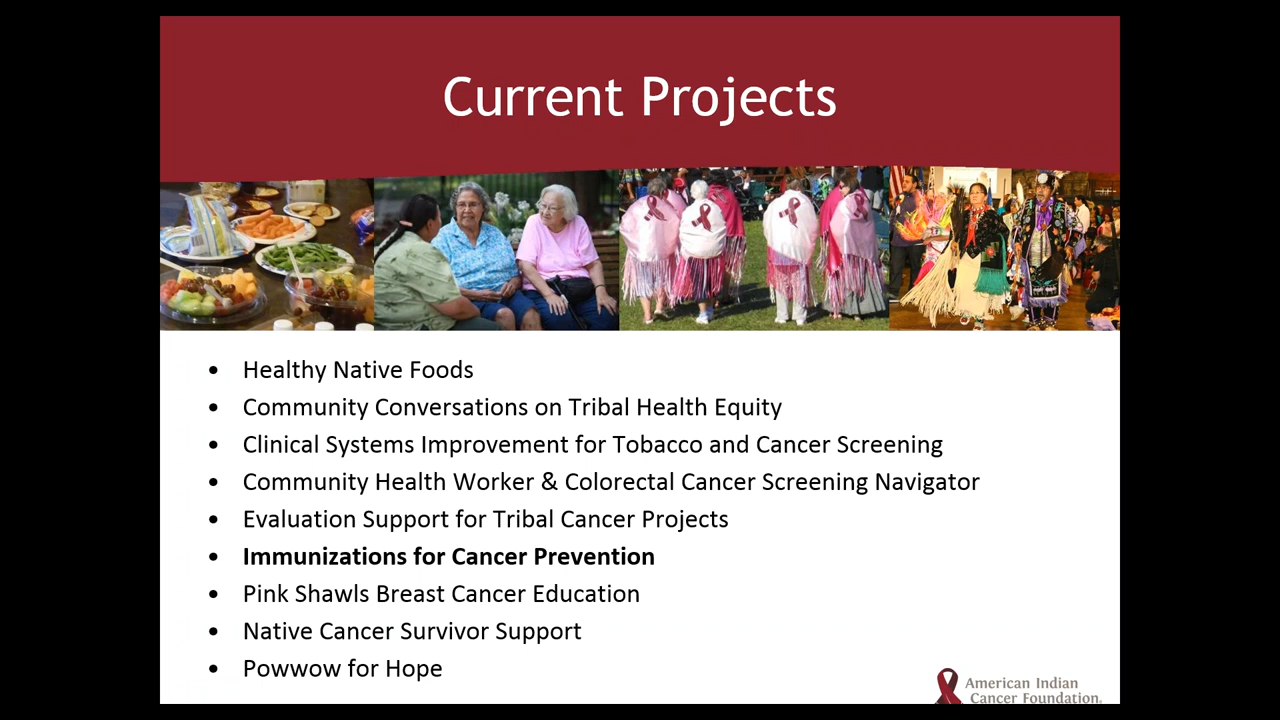 Current Projects
• Healthy Native Foods
• Community Conversations on Tribal Health Equity
• Clinical Systems Improvement for Tobacco and Cancer Screening
• Community Health Worker & Colorectal Cancer Screening Navigator
• Evaluation Support for Tribal Cancer Projects
• Immunizations for Cancer Prevention
• Pink Shawls Breast Cancer Education
• Native Cancer Survivor Support
• Powwow for Hope
American Indian
Cancer Foundation.